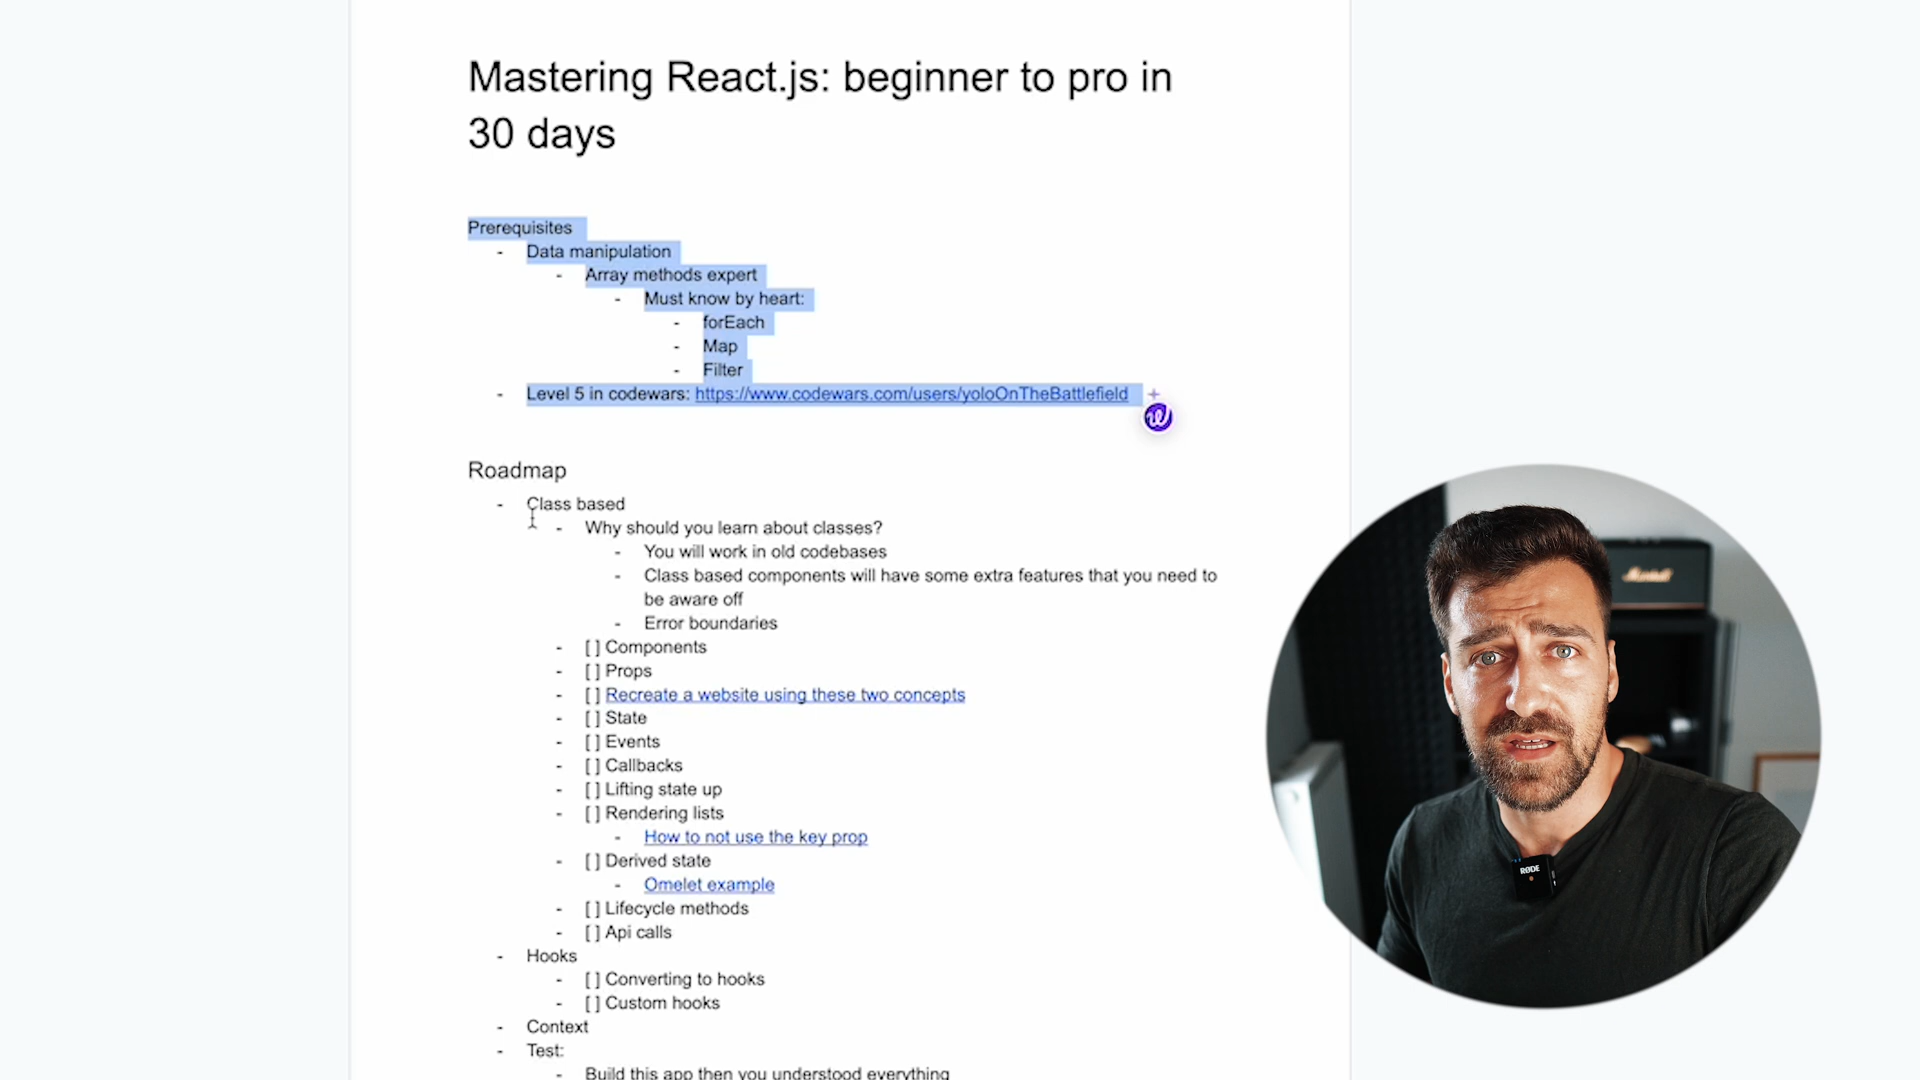 Mastering React.js: beginner to pro in
30 days
Prerequisites
- Data manipulation
- Array methods expert
- Must know by heart:
- forEach
- Map
- Filter
- Level 5 in codewars: https://www.codewars.com/users/yoloOnTheBattlefield
Roadmap
- Class based
- Why should you learn about classes?
- You will work in old codebases
- Class based components will have some extra features that you need to
be aware off
- Error boundaries
- [ ] Components
- [ ] Props
- [ ] Recreate a website using these two concepts
- [ ] State
- [ ] Events
- [ ] Callbacks
- [ ] Lifting state up
- [ ] Rendering lists
- How to not use the key prop
- [ ] Derived state
- Omelet example
- [ ] Lifecycle methods
- [ ] Api calls
- Hooks
- [ ] Converting to hooks
- [ ] Custom hooks
- Context
- Test:
- Build this app then you understood everything
Marshall
RØDE